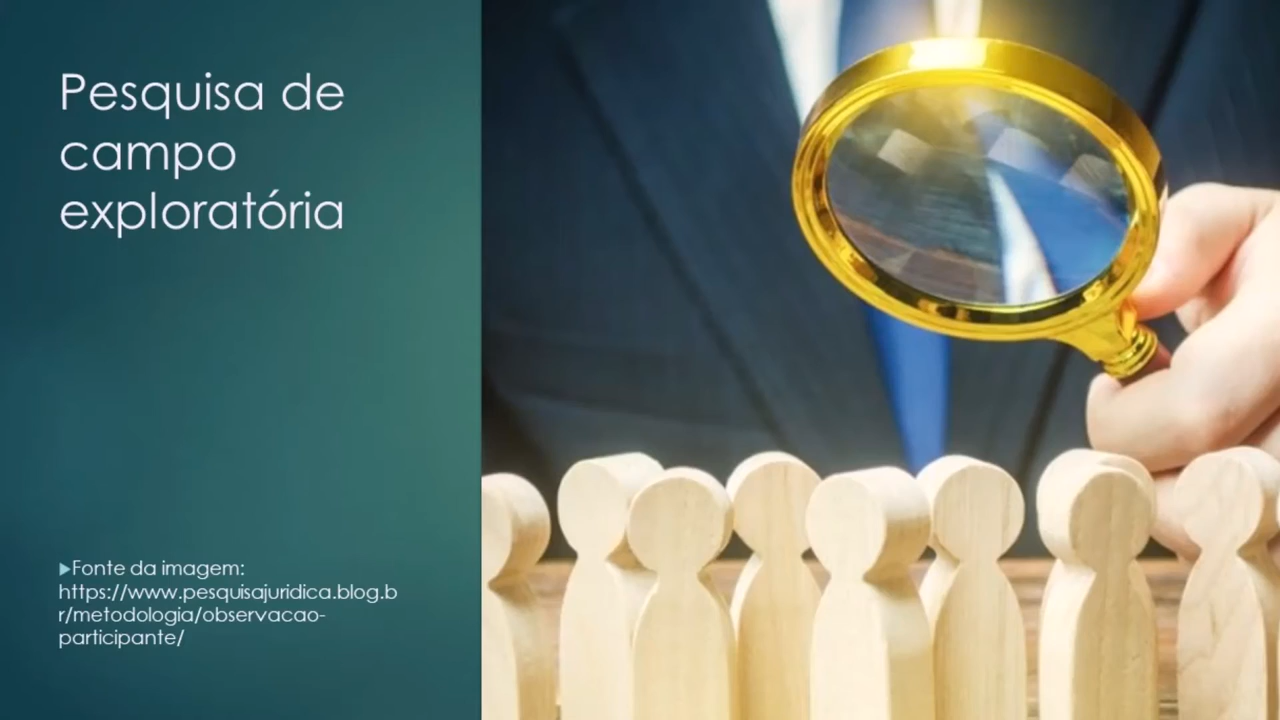 Pesquisa de
campo
exploratória
Fonte da imagem:
https://www.pesquisajuridica.blog.b
r/metodologia/observacao-
participante/